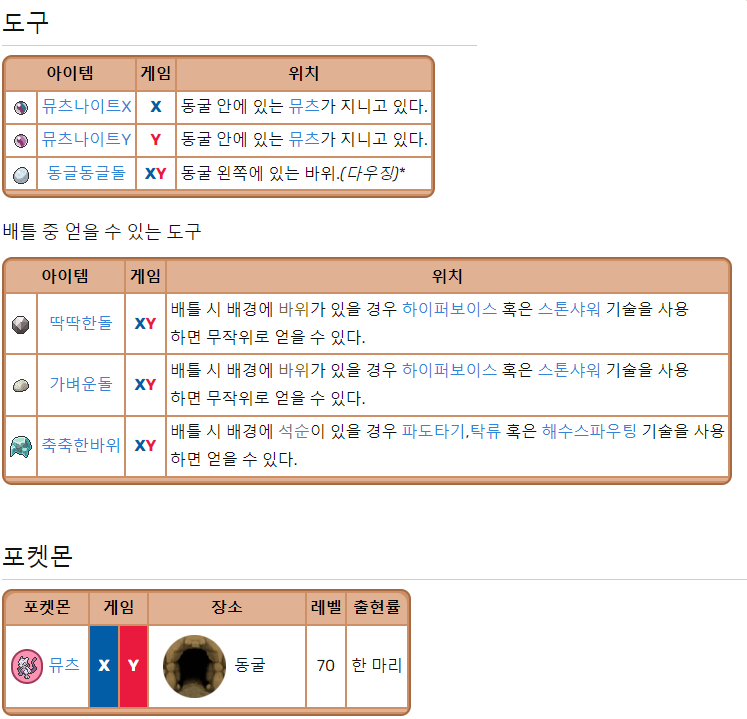 도구
아이템 게임 위치
뮤츠나이트X X 동굴 안에 있는 뮤츠가 지니고 있다.
뮤츠나이트Y Y 동굴 안에 있는 뮤츠가 지니고 있다.
동글동글돌 XY 동굴 왼쪽에 있는 바위.(다우징)*
배틀 중 얻을 수 있는 도구
아이템 게임 위치
딱딱한돌 XY 배틀 시 배경에 바위가 있을 경우 하이퍼보이스 혹은 스톤샤워 기술을 사용
하면 무작위로 얻을 수 있다.
가벼운돌 XY 배틀 시 배경에 바위가 있을 경우 하이퍼보이스 혹은 스톤샤워 기술을 사용
하면 무작위로 얻을 수 있다.
축축한바위 XY 배틀 시 배경에 석순이 있을 경우 파도타기,탁류 혹은 해수스파우팅 기술을 사용
하면 얻을 수 있다.
포켓몬
포켓몬 게임 장소 레벨 출현률
뮤츠 X Y 동굴 70 한 마리